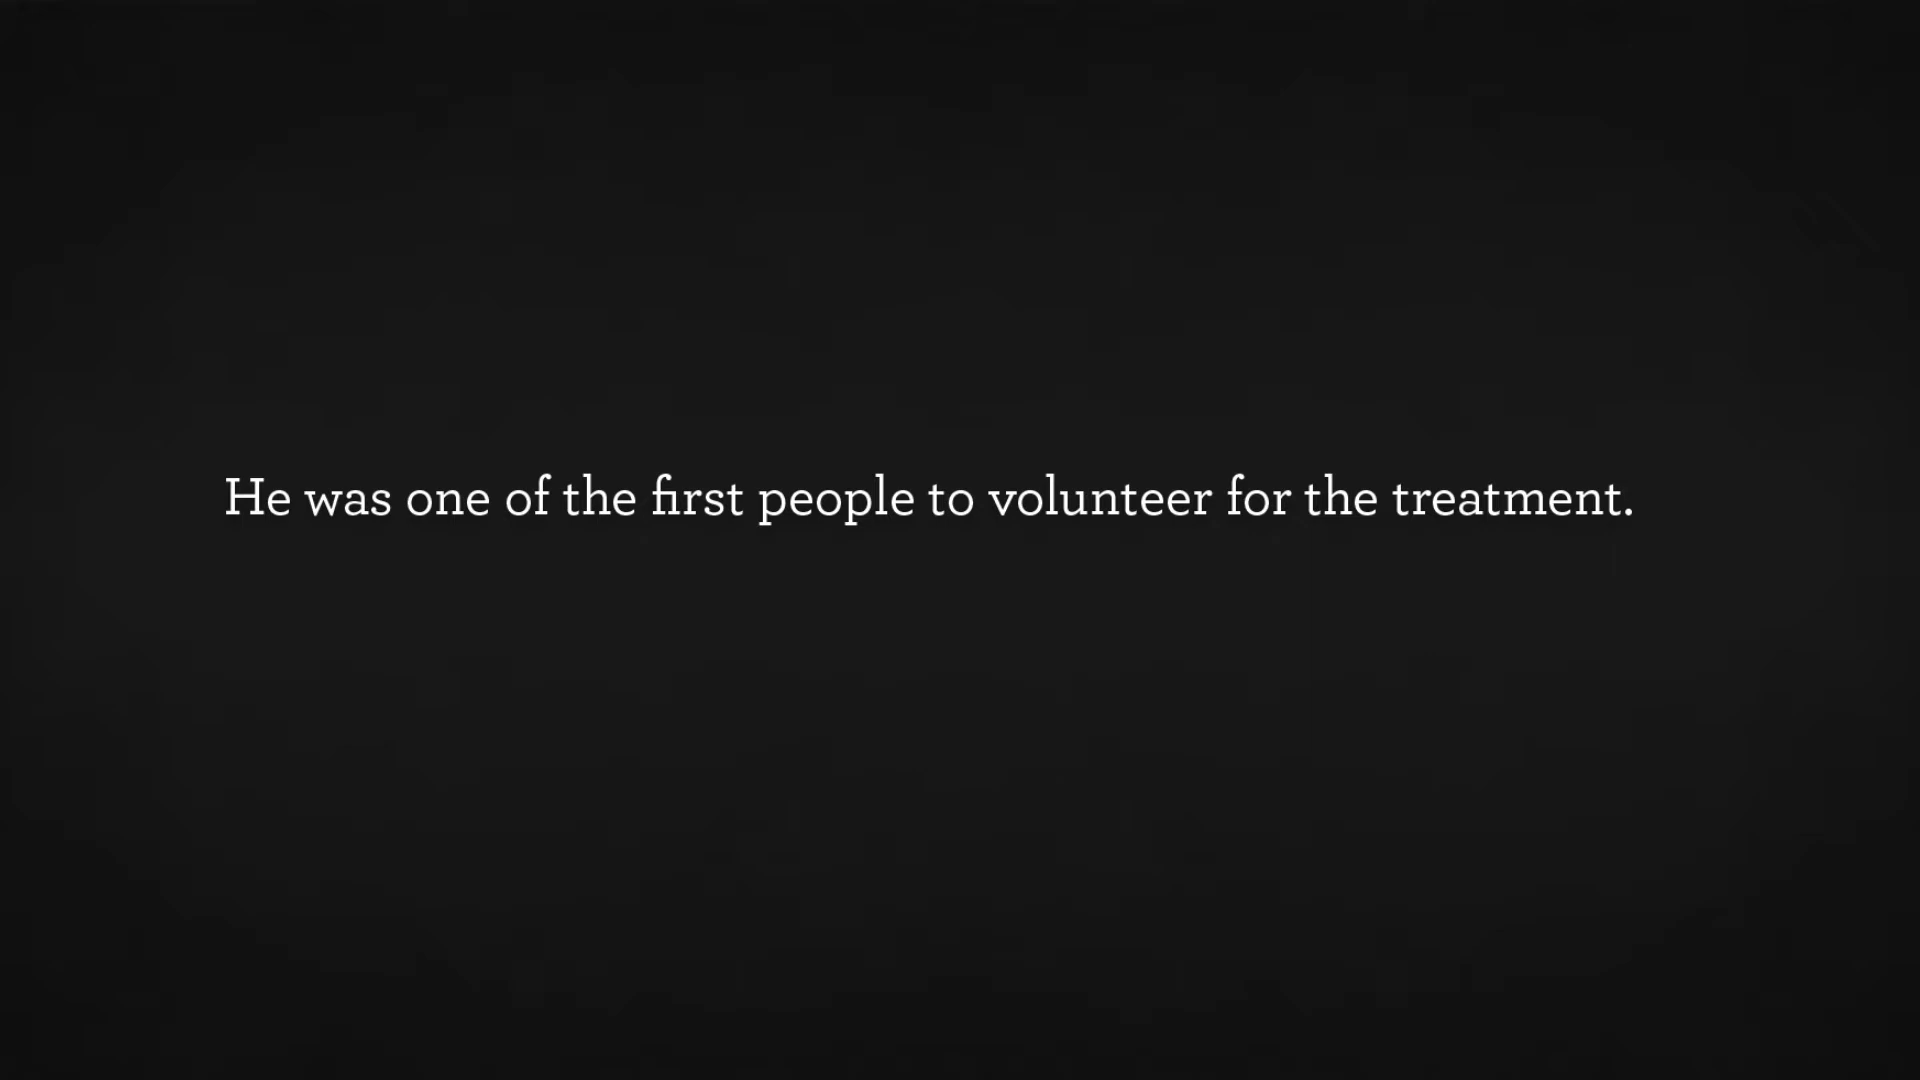 He was one of the first people to volunteer for the treatment.